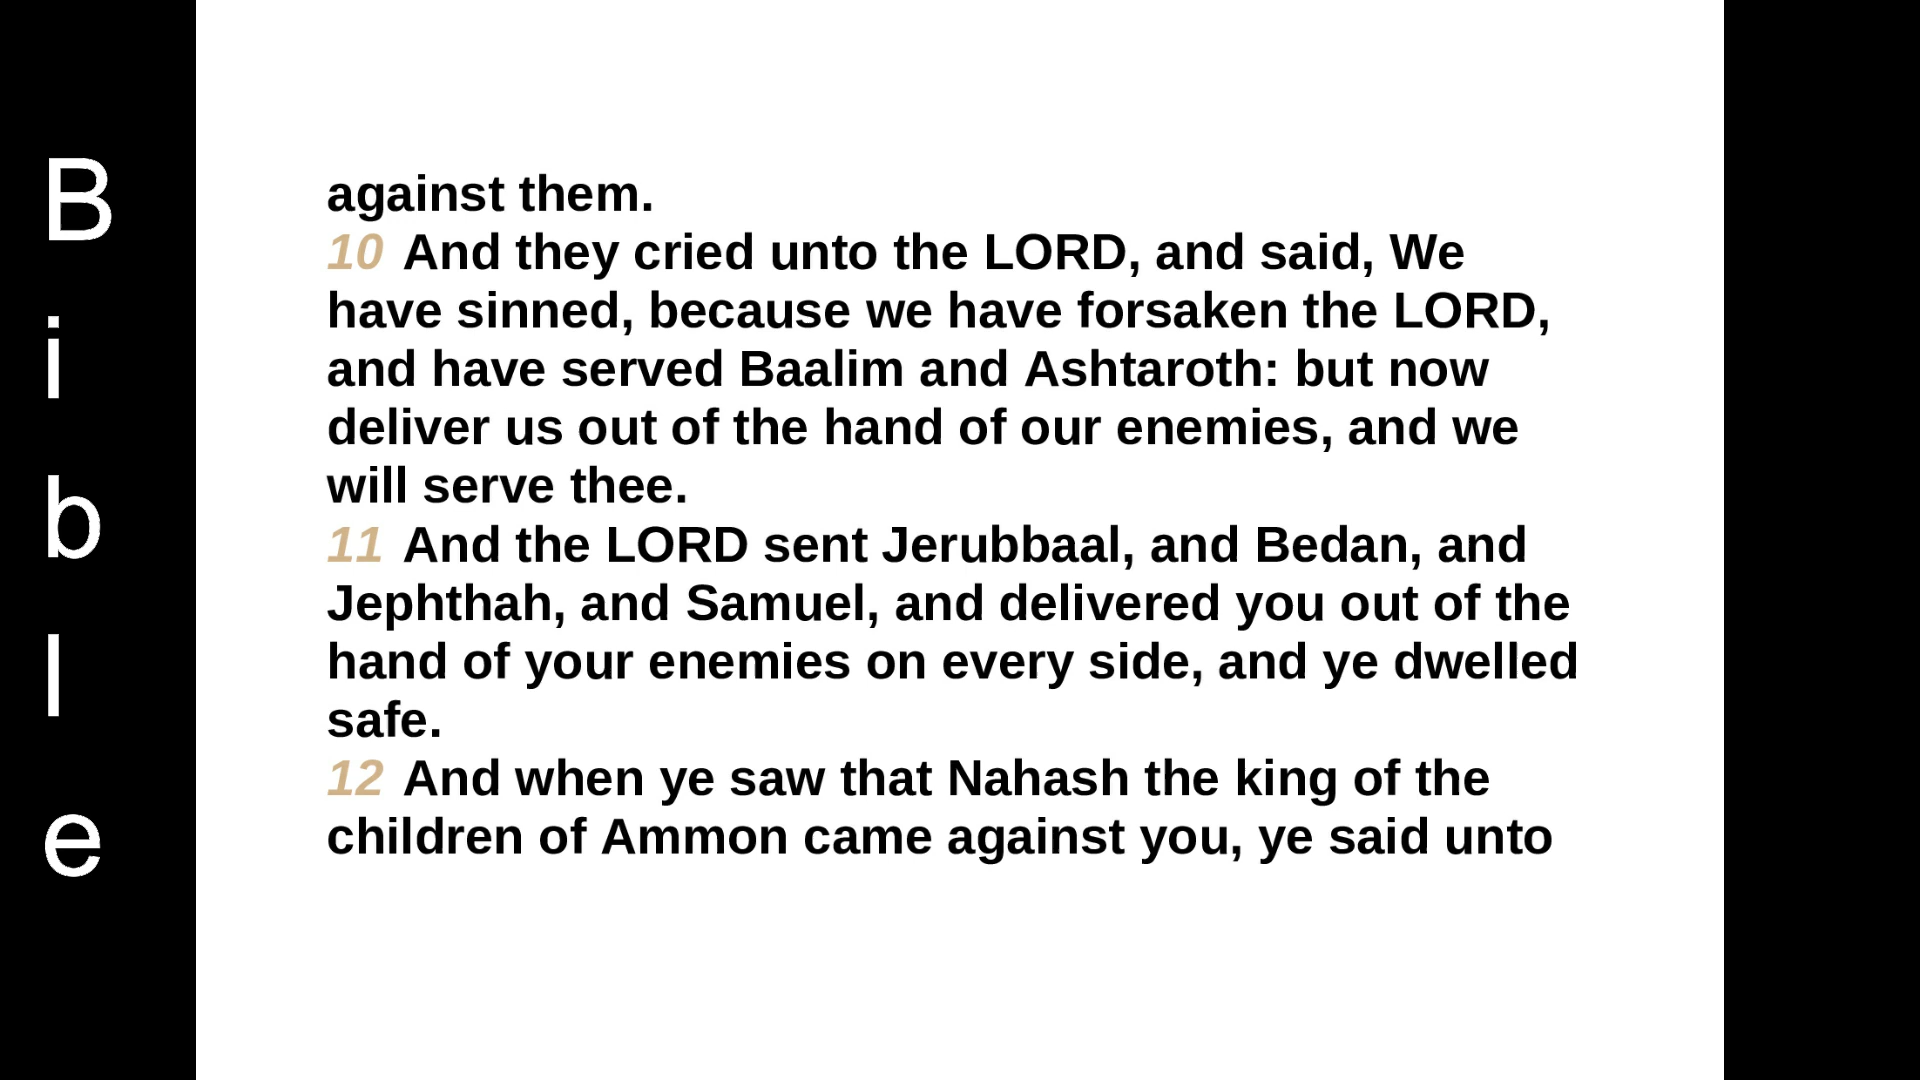 Bible
against them.
10 And they cried unto the LORD, and said, We
have sinned, because we have forsaken the LORD,
and have served Baalim and Ashtaroth: but now
deliver us out of the hand of our enemies, and we
will serve thee.
11 And the LORD sent Jerubbaal, and Bedan, and
Jephthah, and Samuel, and delivered you out of the
hand of your enemies on every side, and ye dwelled
safe.
12 And when ye saw that Nahash the king of the
children of Ammon came against you, ye said unto